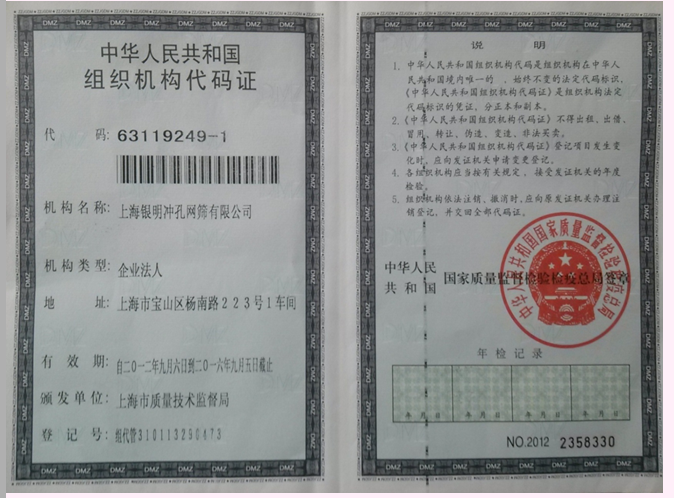 中华人民共和国
组织机构代码证
代 码: 63119249-1
机构名称: 上海银明冲孔网筛有限公司
机构类型: 企业法人
地 址: 上海市宝山区杨南路223号1车间
有 效 期: 自二〇一二年九月六日到二〇一六年九月五日截止
颁发单位: 上海市质量技术监督局
登 记 号: 组代管310113290473
说 明
1. 中华人民共和国组织机构代码是组织机构在中华人
民共和国境内唯一的、始终不变的法定代码标识,
《中华人民共和国组织机构代码证》是组织机构法定
代码标识的凭证,分正本和副本。
2.《中华人民共和国组织机构代码证》不得出租、出借、
冒用、转让、伪造、变造、非法买卖。
3.《中华人民共和国组织机构代码证》登记项目发生变
化时,应向发证机关申请变更登记。
4. 各组织机构应当按有关规定,接受发证机关的年度
检验。
5. 组织机构依法注销、撤消时,应向原发证机关办理注
销登记,并交回全部代码证。
中华人民
共 和 国 国家质量监督检验检疫总局签章
中华人民共和国国家质量监督检验检疫总局
年检记录
年 月 日 年 月 日 年 月 日 年 月 日
NO.2012 2358330